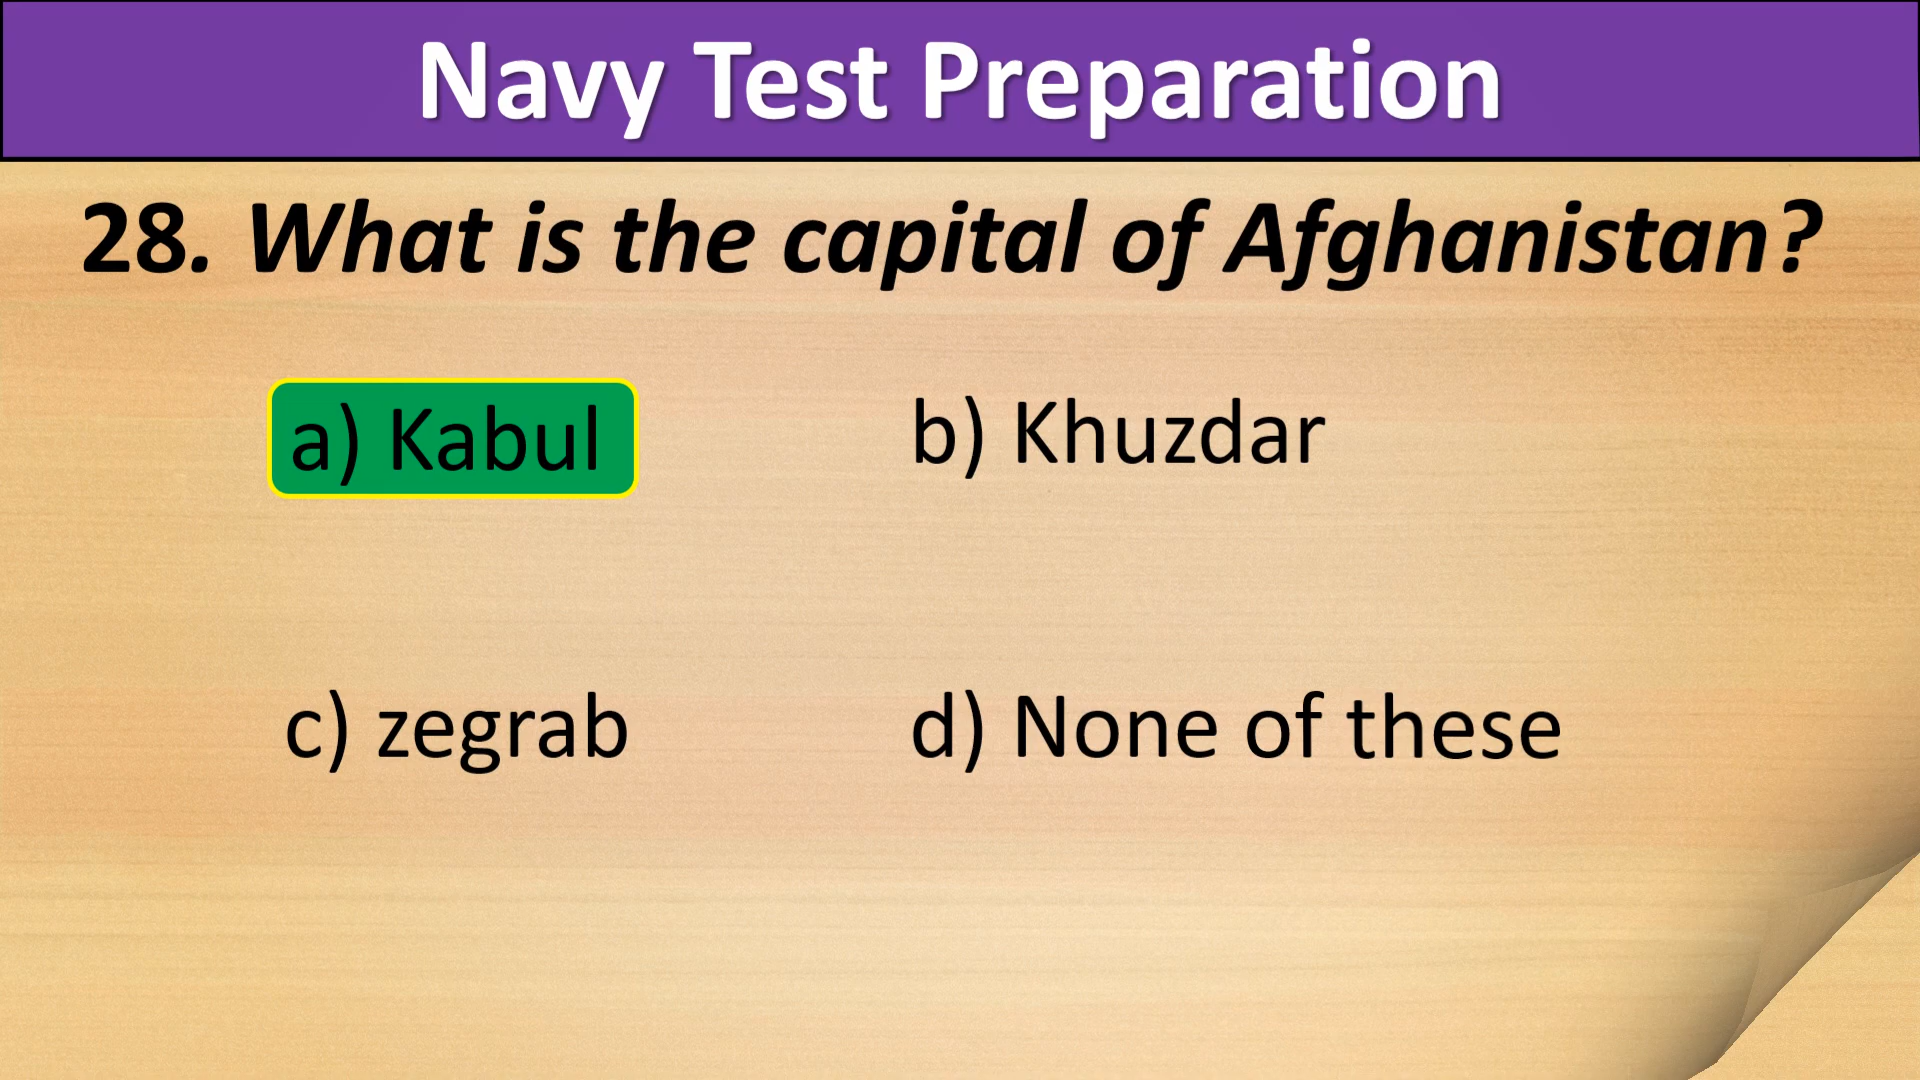 Navy Test Preparation
28. What is the capital of Afghanistan?
a) Kabul
b) Khuzdar
c) zegrab
d) None of these